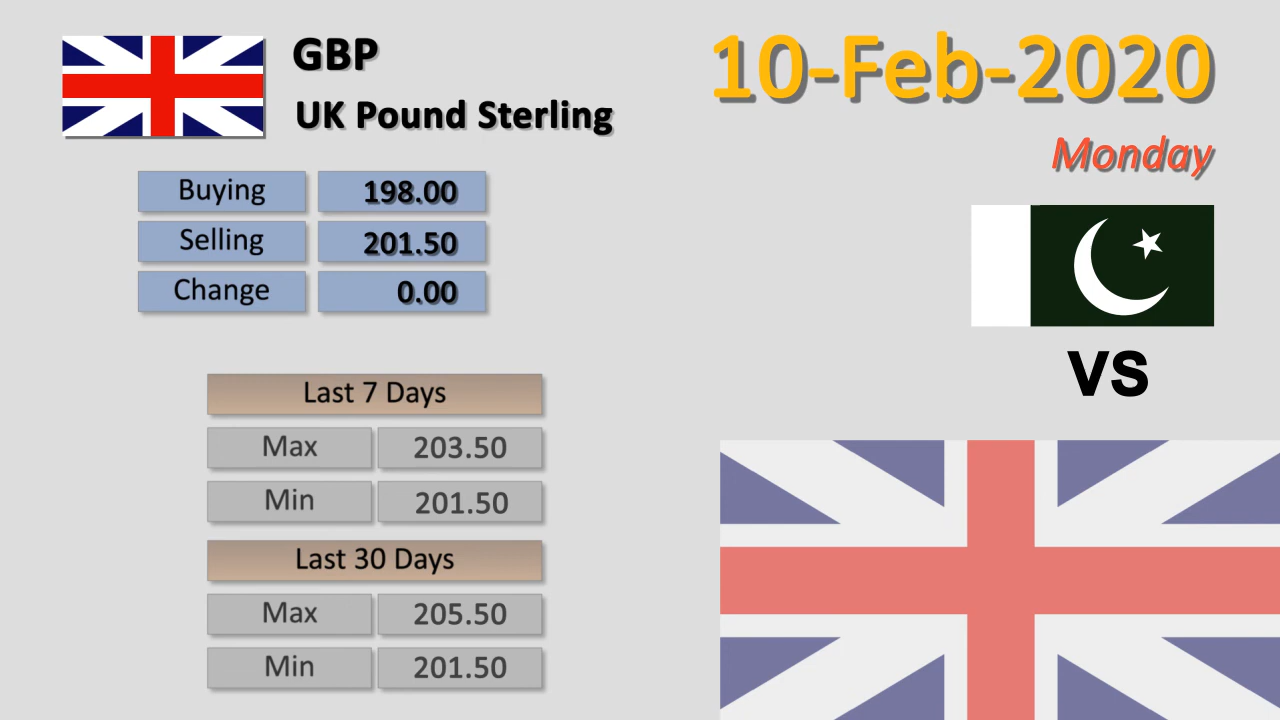 GBP
UK Pound Sterling
10-Feb-2020
Monday
Buying 198.00
Selling 201.50
Change 0.00
VS
Last 7 Days
Max 203.50
Min 201.50
Last 30 Days
Max 205.50
Min 201.50